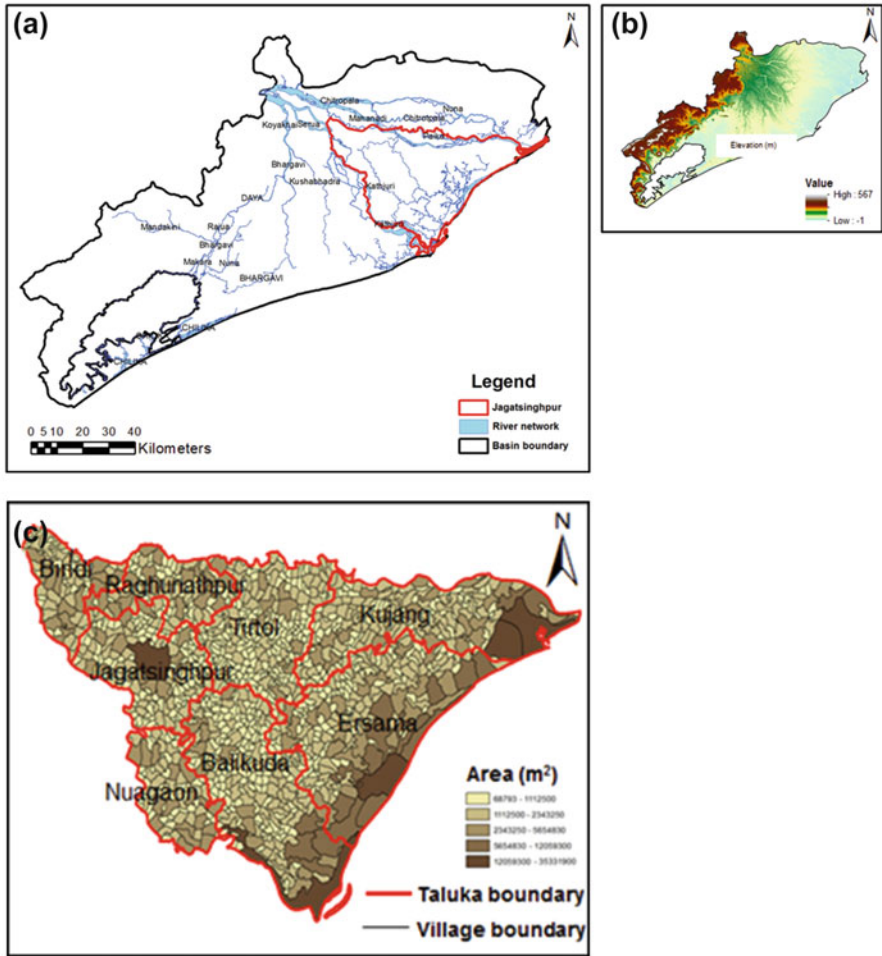 (a)
N
Chitropala
Nuna
Mahanadi
Chitrotpala
Koyakhai
Serua
Paika
Bhargavi
Kushabhadra
Kathjuri
DAYA
Mandakini
Rajua
Bhargavi
Makara
Nuna
BHARGAVI
CHILIKA
Legend
Jagatsinghpur
River network
Basin boundary
0 5 10 20 30 40
Kilometers
(b)
N
Elevation (m)
Value
High : 567
Low : -1
(c)
N
Biridi
Raghunathpur
Tirtol
Kujang
Jagatsinghpur
Ersama
Balikuda
Nuagaon
Area (m²)
68793 - 1112500
1112500 - 2343250
2343250 - 5654830
5654830 - 12059300
12059300 - 35331900
Taluka boundary
Village boundary